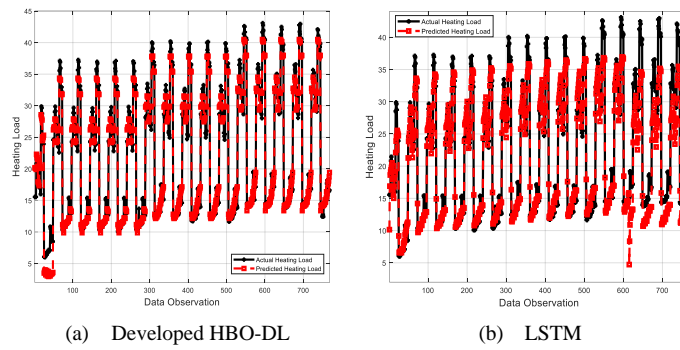 45
40
35
30
25
20
15
10
5
Heating Load
100 200 300 400 500 600 700
Data Observation
Actual Heating Load
Predicted Heating Load
(a) Developed HBO-DL
40
35
30
25
20
15
10
5
Heating Load
100 200 300 400 500 600 700
Data Observation
Actual Heating Load
Predicted Heating Load
(b) LSTM